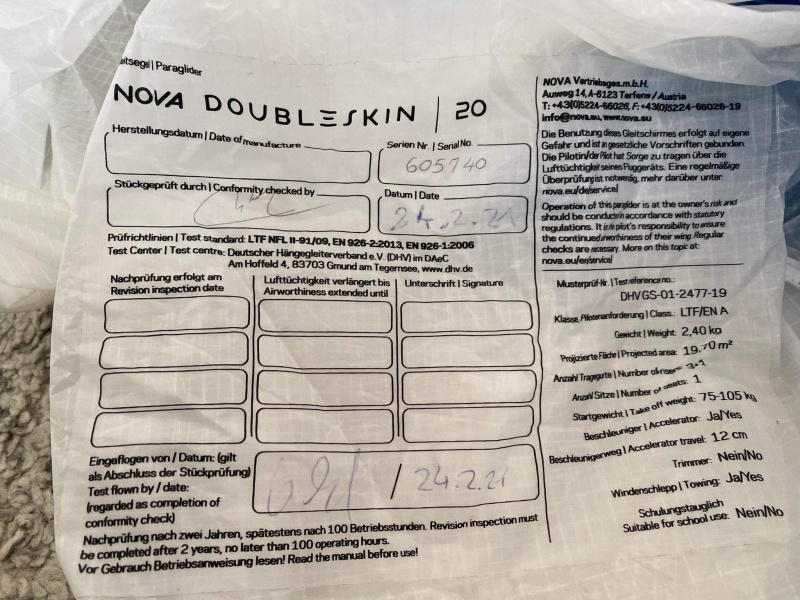 eitsegel | Paraglider
NOVA DOUBLESKIN | 20
Herstellungsdatum | Date of manufacture
Serien Nr. | Serial No.
605740
Stückgeprüft durch | Conformity checked by
Datum | Date
24.2.21
Prüfrichtlinien | Test standard: LTF NFL II-91/09, EN 926-2:2013, EN 926-1:2006
Test Center | Test centre: Deutscher Hängegleiterverband e.V. (DHV) im DAeC
Am Hoffeld 4, 83703 Gmund am Tegernsee, www.dhv.de
Nachprüfung erfolgt am
Revision inspection date
Lufttüchtigkeit verlängert bis
Airworthiness extended until
Unterschrift | Signature
Eingeflogen von / Datum: (gilt
als Abschluss der Stückprüfung)
Test flown by / date:
(regarded as completion of
conformity check)
/ 24.2.21
Nachprüfung nach zwei Jahren, spätestens nach 100 Betriebsstunden. Revision inspection must
be completed after 2 years, no later than 100 operating hours.
Vor Gebrauch Betriebsanweisung lesen! Read the manual before use!
NOVA Vertriebsges.m.b.H.
Auweg 14, A-6123 Terfens / Austria
T: +43(0)5224-66026, F: +43(0)5224-66026-19
info@nova.eu, www.nova.eu
Die Benutzung dieses Gleitschirmes erfolgt auf eigene
Gefahr und ist an gesetzliche Vorschriften gebunden.
Die Pilotin/der Pilot hat Sorge zu tragen über die
Lufttüchtigkeit seines Fluggeräts. Eine regelmäßige
Überprüfung ist notwendig, mehr darüber unter:
nova.eu/de/service/
Operation of this paraglider is at the owner's risk and
should be conducted in accordance with statutory
regulations. It is the pilot's responsibility to ensure
the continued airworthiness of their wing. Regular
checks are necessary. More on this topic at:
nova.eu/en/service/
Musterprüf-Nr. | Test reference no.:
DHV GS-01-2477-19
Klasse, Pilotenanforderung | Class.: LTF/EN A
Gewicht | Weight: 2,40 kg
Projizierte Fläche | Projected area: 19.70 m²
Anzahl Tragegurte | Number of risers: 3+1
Anzahl Sitze | Number of seats: 1
Startgewicht | Take off weight: 75-105 kg
Beschleuniger | Accelerator: Ja/Yes
Beschleunigerweg | Accelerator travel: 12 cm
Trimmer: Nein/No
Windenschlepp | Towing: Ja/Yes
Schulungstauglich
Suitable for school use: Nein/No